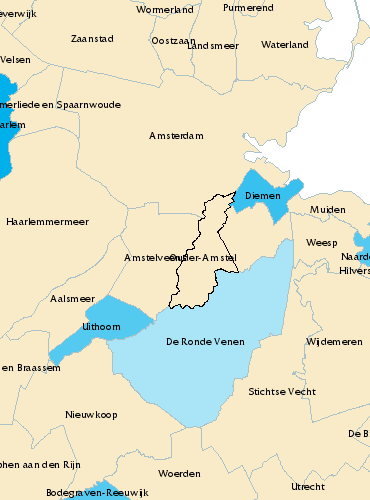 Wormerland
Purmerend
everwijk
Zaanstad
Oostzaan
Landsmeer
Waterland
Velsen
merliede en Spaarnwoude
arlem
Amsterdam
Diemen
Muiden
Haarlemmermeer
Weesp
Amstelveen
Ouder-Amstel
Naarde
Hilvers
Aalsmeer
Uithoorn
De Ronde Venen
Wijdemeren
en Braassem
Stichtse Vecht
Nieuwkoop
De B
phen aan den Rijn
Woerden
Utrecht
Bodegraven-Reeuwijk